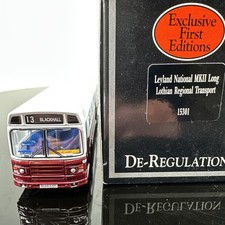 Exclusive
First
Editions
Leyland National MKII Long
Lothian Regional Transport
15301
13 BLACKHALL
DE-REGULATION